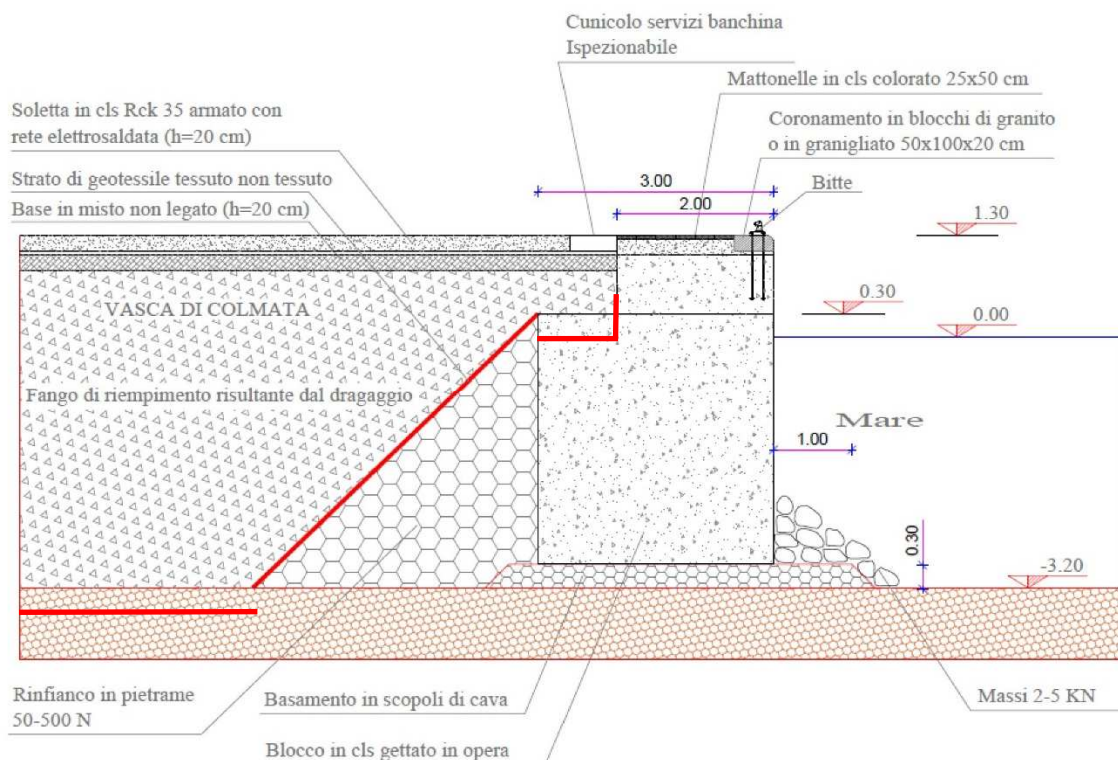 Cunicolo servizi banchina
Ispezionabile
Mattonelle in cls colorato 25x50 cm
Soletta in cls Rck 35 armato con
rete elettrosaldata (h=20 cm)
Coronamento in blocchi di granito
o in granigliato 50x100x20 cm
Strato di geotessile tessuto non tessuto
3.00
Bitte
Base in misto non legato (h=20 cm)
2.00
1.30
VASCA DI COLMATA
0.30
0.00
Fango di riempimento risultante dal dragaggio
Mare
1.00
0.30
-3.20
Rinfianco in pietrame
50-500 N
Basamento in scopoli di cava
Massi 2-5 KN
Blocco in cls gettato in opera